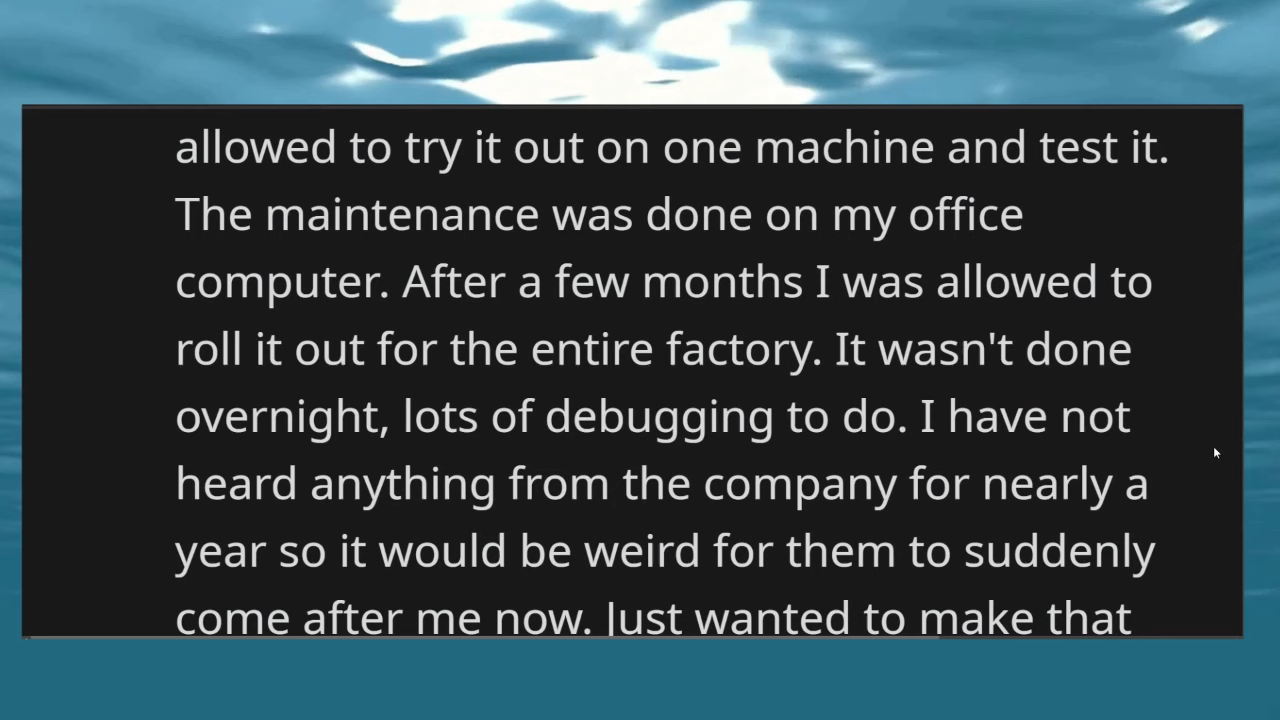 allowed to try it out on one machine and test it.
The maintenance was done on my office
computer. After a few months I was allowed to
roll it out for the entire factory. It wasn't done
overnight, lots of debugging to do. I have not
heard anything from the company for nearly a
year so it would be weird for them to suddenly
come after me now. Just wanted to make that